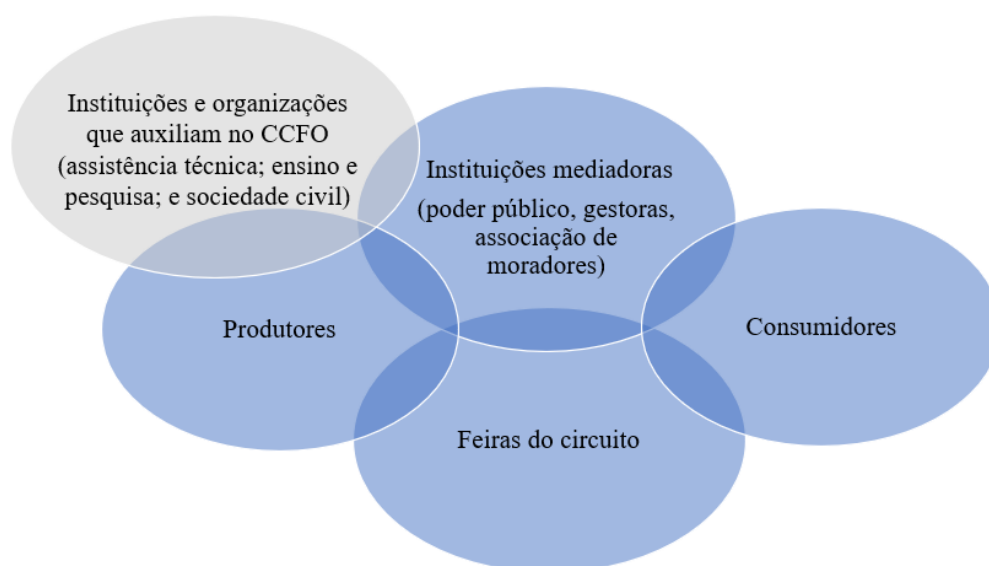 Instituições e organizações
que auxiliam no CCFO
(assistência técnica; ensino e
pesquisa; e sociedade civil)
Instituições mediadoras
(poder público, gestoras,
associação de
moradores)
Produtores
Consumidores
Feiras do circuito